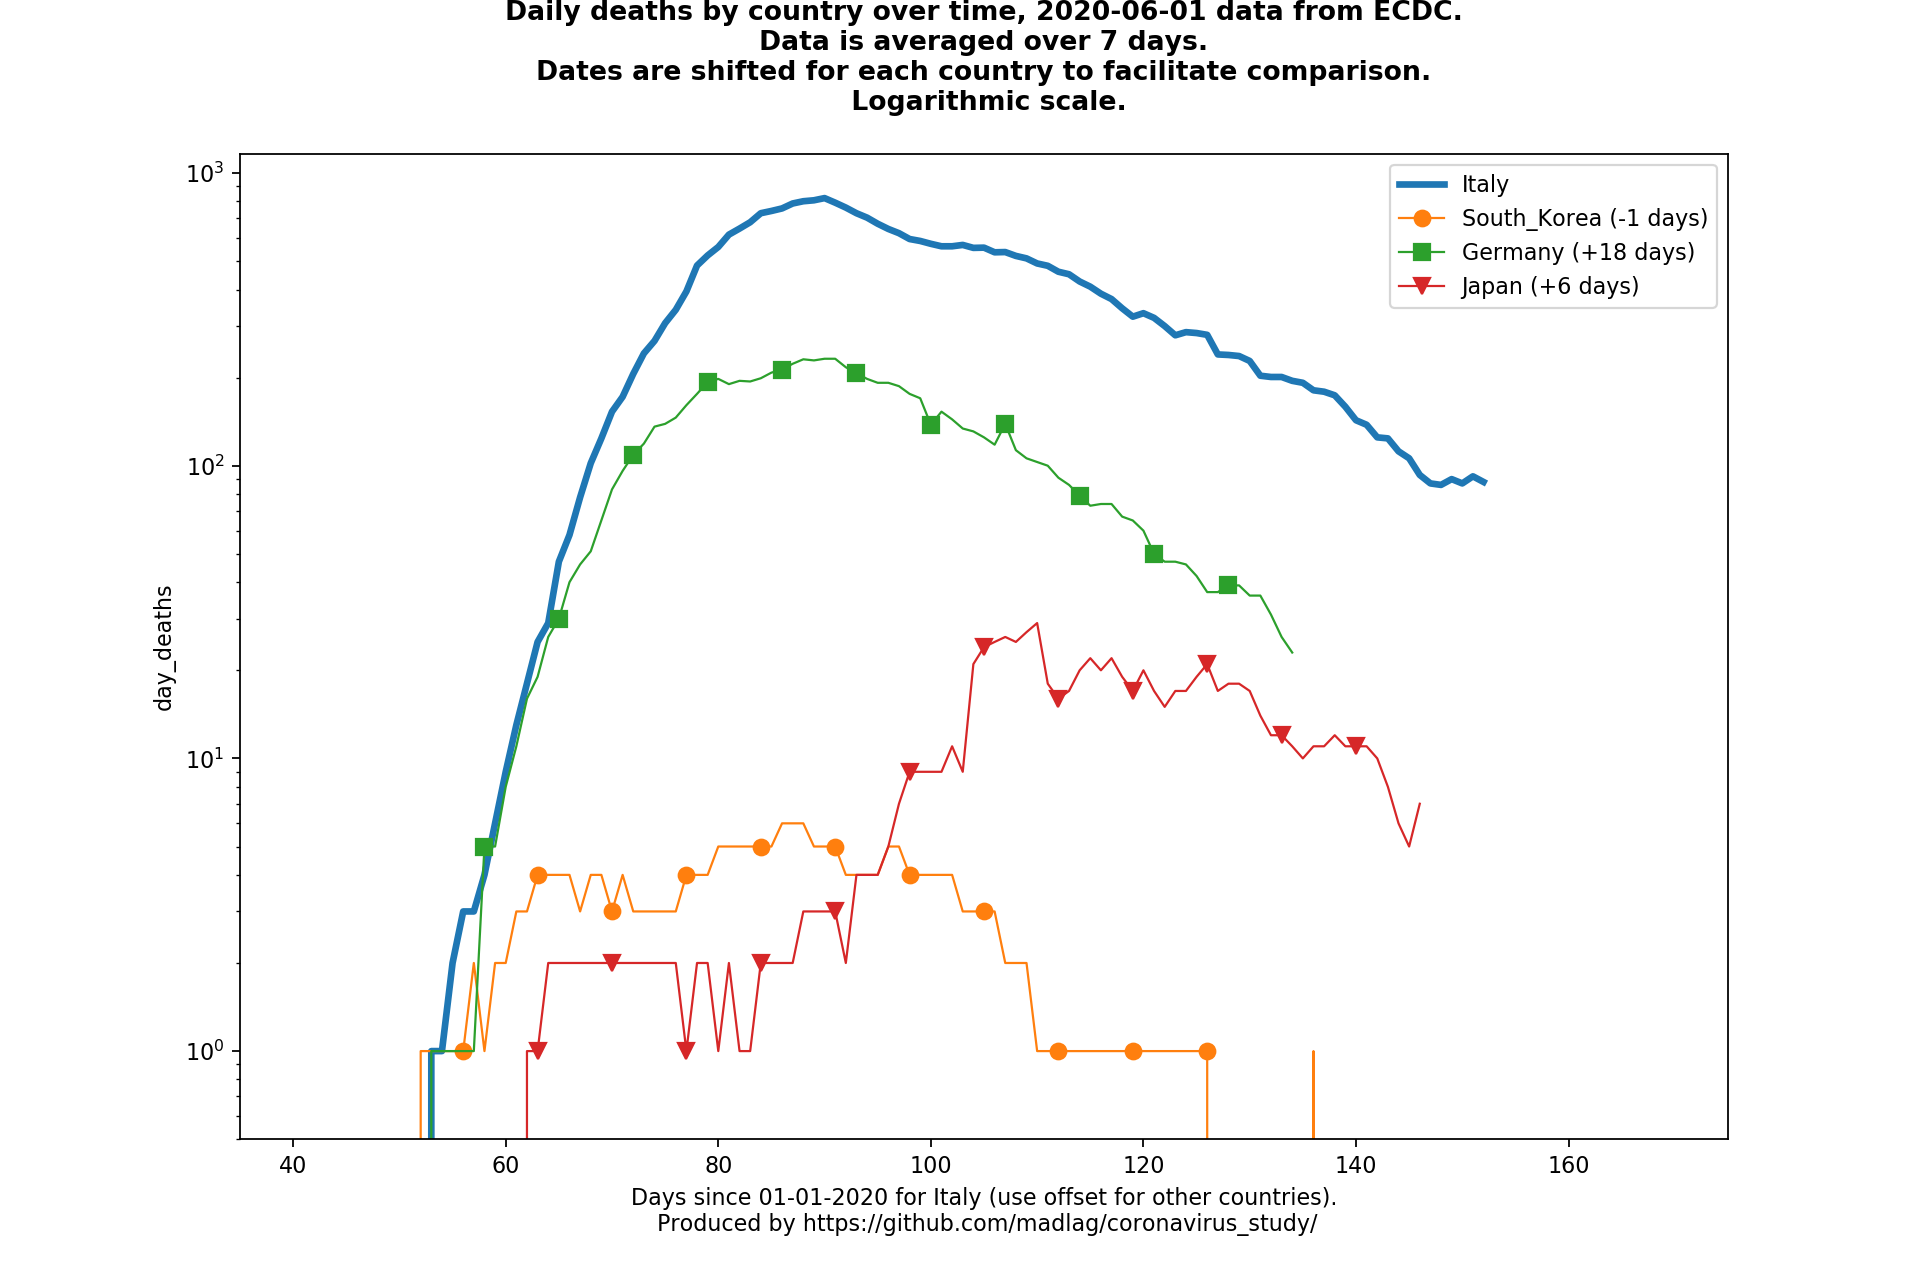 Daily deaths by country over time, 2020-06-01 data from ECDC.
Data is averaged over 7 days.
Dates are shifted for each country to facilitate comparison.
Logarithmic scale.
10³
10²
10¹
10⁰
day_deaths
Italy
South_Korea (-1 days)
Germany (+18 days)
Japan (+6 days)
40 60 80 100 120 140 160
Days since 01-01-2020 for Italy (use offset for other countries).
Produced by https://github.com/madlag/coronavirus_study/